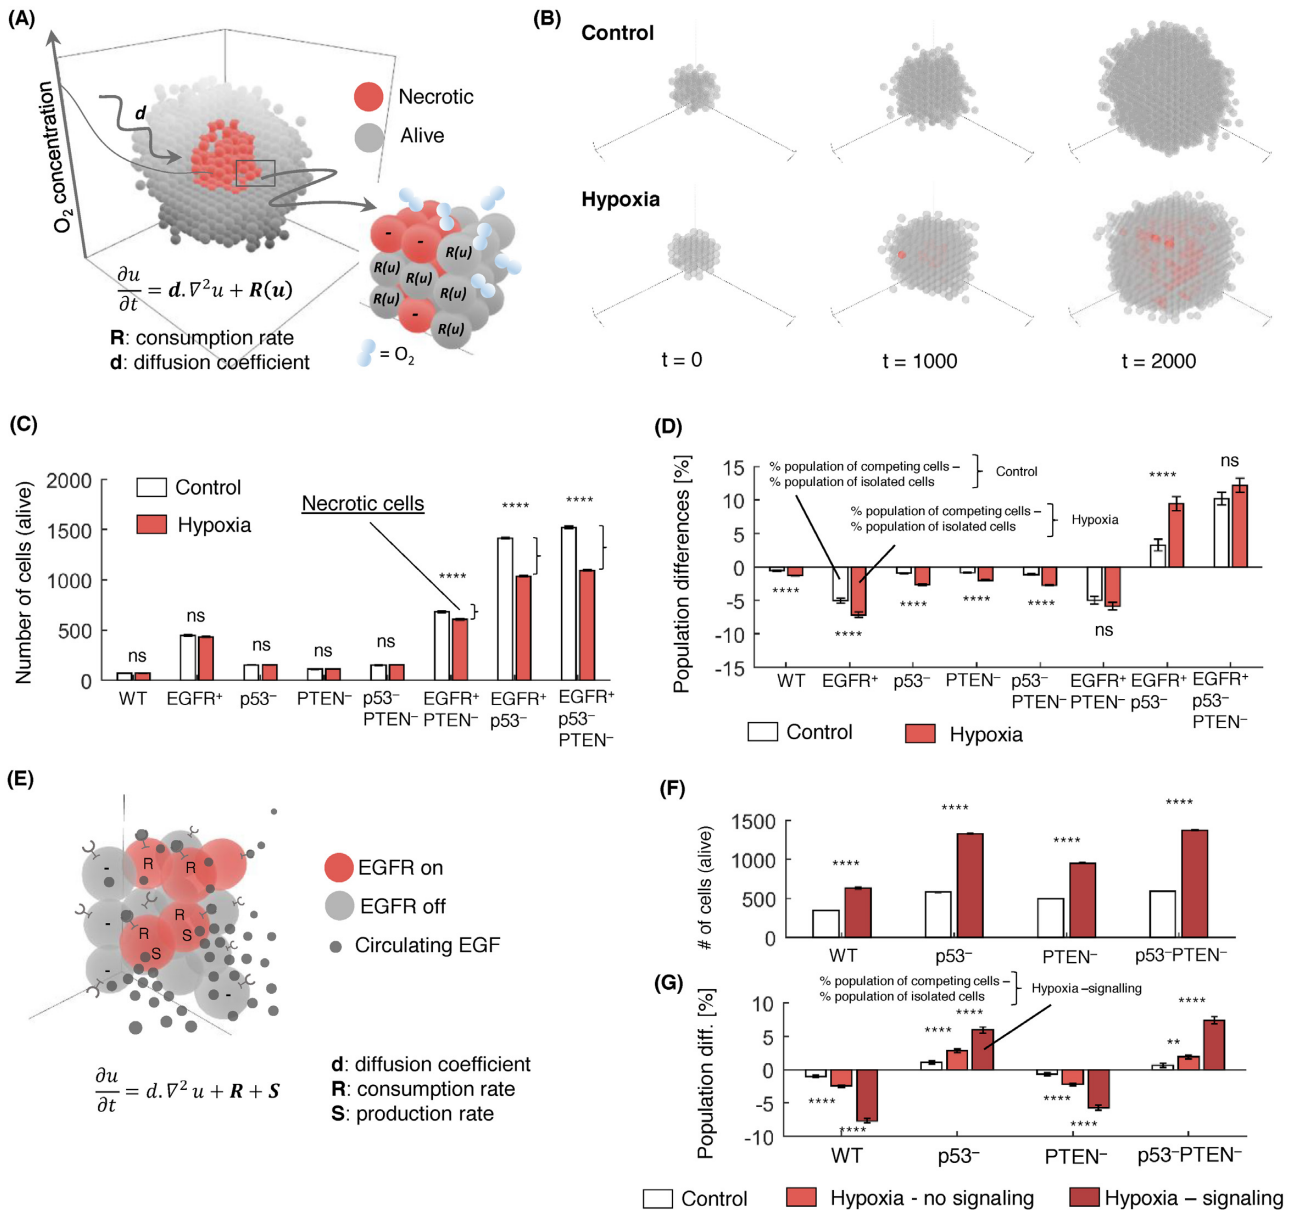 (A)
O₂ concentration
d
Necrotic
Alive
- - R(u)
R(u) R(u) R(u)
R(u) - R(u)
∂u/∂t = d.∇²u + R(u)
R: consumption rate
d: diffusion coefficient
= O₂
(B)
Control
Hypoxia
t = 0
t = 1000
t = 2000
(C)
Number of cells (alive)
2000
1500
1000
500
0
Control
Hypoxia
Necrotic cells
ns
ns
ns
ns
ns
****
****
****
WT
EGFR⁺
p53⁻
PTEN⁻
p53⁻
PTEN⁻
EGFR⁺
PTEN⁻
EGFR⁺
p53⁻
EGFR⁺
p53⁻
PTEN⁻
(D)
Population differences [%]
15
10
5
0
-5
-10
-15
% population of competing cells –
% population of isolated cells
Control
% population of competing cells –
% population of isolated cells
Hypoxia
****
****
****
****
****
ns
****
ns
WT
EGFR⁺
p53⁻
PTEN⁻
p53⁻
PTEN⁻
EGFR⁺
PTEN⁻
EGFR⁺
p53⁻
EGFR⁺
p53⁻
PTEN⁻
Control
Hypoxia
(E)
- R R
- R S
R S
- -
EGFR on
EGFR off
Circulating EGF
∂u/∂t = d.∇² u + R + S
d: diffusion coefficient
R: consumption rate
S: production rate
(F)
# of cells (alive)
1500
1000
500
0
****
****
****
****
WT
p53⁻
PTEN⁻
p53⁻PTEN⁻
(G)
Population diff. [%]
10
5
0
-5
-10
% population of competing cells –
% population of isolated cells
Hypoxia –signalling
****
****
****
****
****
****
**
****
WT
p53⁻
PTEN⁻
p53⁻PTEN⁻
Control
Hypoxia - no signaling
Hypoxia – signaling